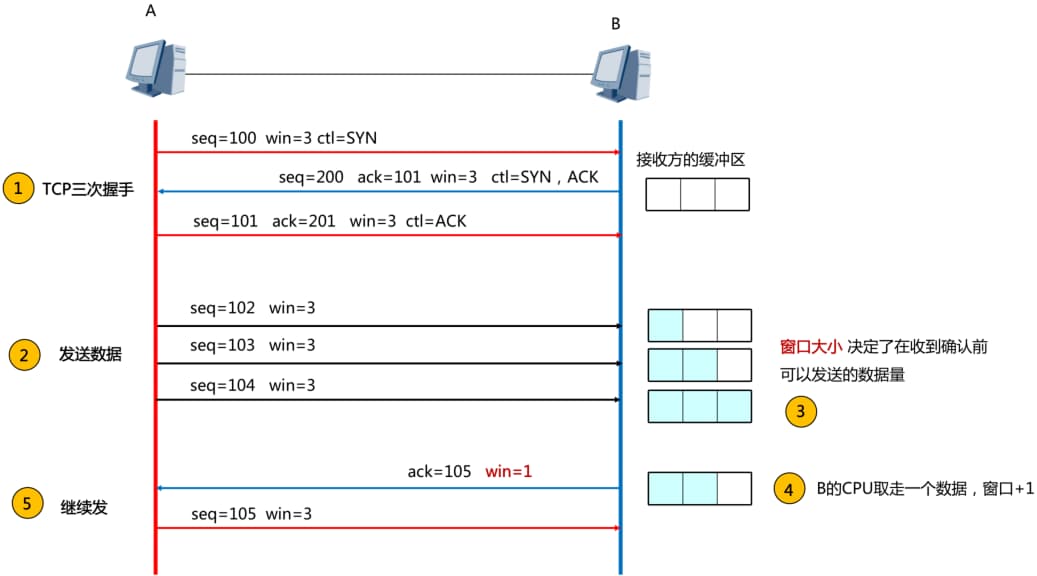 A
B
seq=100 win=3 ctl=SYN
接收方的缓冲区
seq=200 ack=101 win=3 ctl=SYN，ACK
1 TCP三次握手
seq=101 ack=201 win=3 ctl=ACK
seq=102 win=3
2 发送数据
seq=103 win=3
窗口大小 决定了在收到确认前
可以发送的数据量
seq=104 win=3
3
ack=105 win=1
4 B的CPU取走一个数据，窗口+1
5 继续发
seq=105 win=3